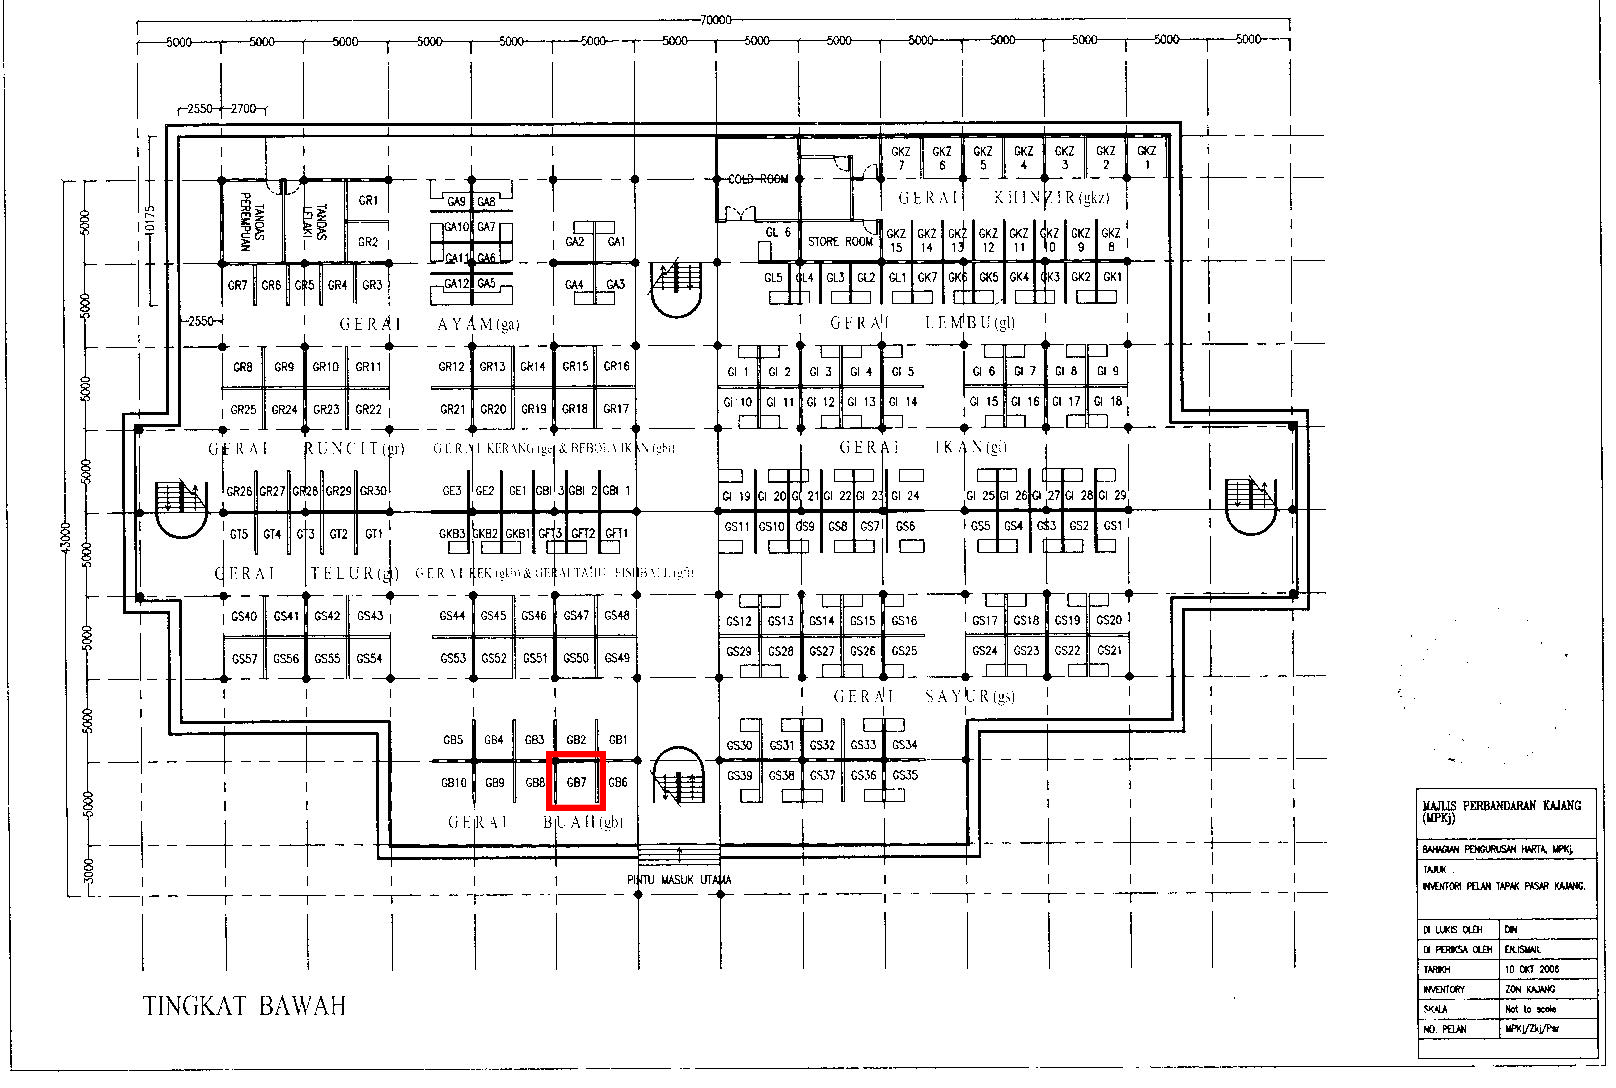 70000
5000 5000 5000 5000 5000 5000 5000 5000 5000 5000 5000 5000 5000 5000
2550 2700
10175
43000
5000
5000
5000
5000
5000
5000
5000
5000
3000
2550
TANDAS PEREMPUAN
TANDAS LELAKI
GR1
GR2
GR7 GR6 GR5 GR4 GR3
GA9 GA8
GA10 GA7
GA11 GA6
GA12 GA5
GA2 GA1
GA4 GA3
COLD ROOM
STORE ROOM
GL 6
GKZ 7 GKZ 6 GKZ 5 GKZ 4 GKZ 3 GKZ 2 GKZ 1
GERAI KHINZIR(gkz)
GKZ 15 GKZ 14 GKZ 13 GKZ 12 GKZ 11 GKZ 10 GKZ 9 GKZ 8
GL5 GL4 GL3 GL2 GL1 GK7 GK6 GK5 GK4 GK3 GK2 GK1
GERAI AYAM(ga)
GERAI LEMBU(gl)
GR8 GR9 GR10 GR11 GR12 GR13 GR14 GR15 GR16
GI 1 GI 2 GI 3 GI 4 GI 5 GI 6 GI 7 GI 8 GI 9
GR25 GR24 GR23 GR22 GR21 GR20 GR19 GR18 GR17
GI 10 GI 11 GI 12 GI 13 GI 14 GI 15 GI 16 GI 17 GI 18
GERAI RUNCIT(gr)
GERAI KERANG(ge) & BEBOLA IKAN(gbi)
GERAI IKAN(gi)
GR26 GR27 GR28 GR29 GR30 GE3 GE2 GE1 GBI 3 GBI 2 GBI 1
GI 19 GI 20 GI 21 GI 22 GI 23 GI 24 GI 25 GI 26 GI 27 GI 28 GI 29
GT5 GT4 GT3 GT2 GT1 GKB3 GKB2 GKB1 GFT3 GFT2 GFT1
GS11 GS10 GS9 GS8 GS7 GS6 GS5 GS4 GS3 GS2 GS1
GERAI TELUR(gt)
GERAI KEK(gkb) & GERAI TAHU FISHBALL(gft)
GS40 GS41 GS42 GS43 GS44 GS45 GS46 GS47 GS48
GS12 GS13 GS14 GS15 GS16 GS17 GS18 GS19 GS20
GS57 GS56 GS55 GS54 GS53 GS52 GS51 GS50 GS49
GS29 GS28 GS27 GS26 GS25 GS24 GS23 GS22 GS21
GERAI SAYUR(gs)
GB5 GB4 GB3 GB2 GB1
GS30 GS31 GS32 GS33 GS34
GB10 GB9 GB8 GB7 GB6
GS39 GS38 GS37 GS36 GS35
GERAI BUAH(gb)
PINTU MASUK UTAMA
TINGKAT BAWAH
MAJLIS PERBANDARAN KAJANG
(MPKj)
BAHAGIAN PENGURUSAN HARTA, MPKj.
TAJUK :
INVENTORI PELAN TAPAK PASAR KAJANG.
DI LUKIS OLEH DIN
DI PERIKSA OLEH EN.ISMAIL
TARIKH 10 OKT 2006
INVENTORY ZON KAJANG
SKALA Not to scale
NO. PELAN MPKj/Zkj/Psr